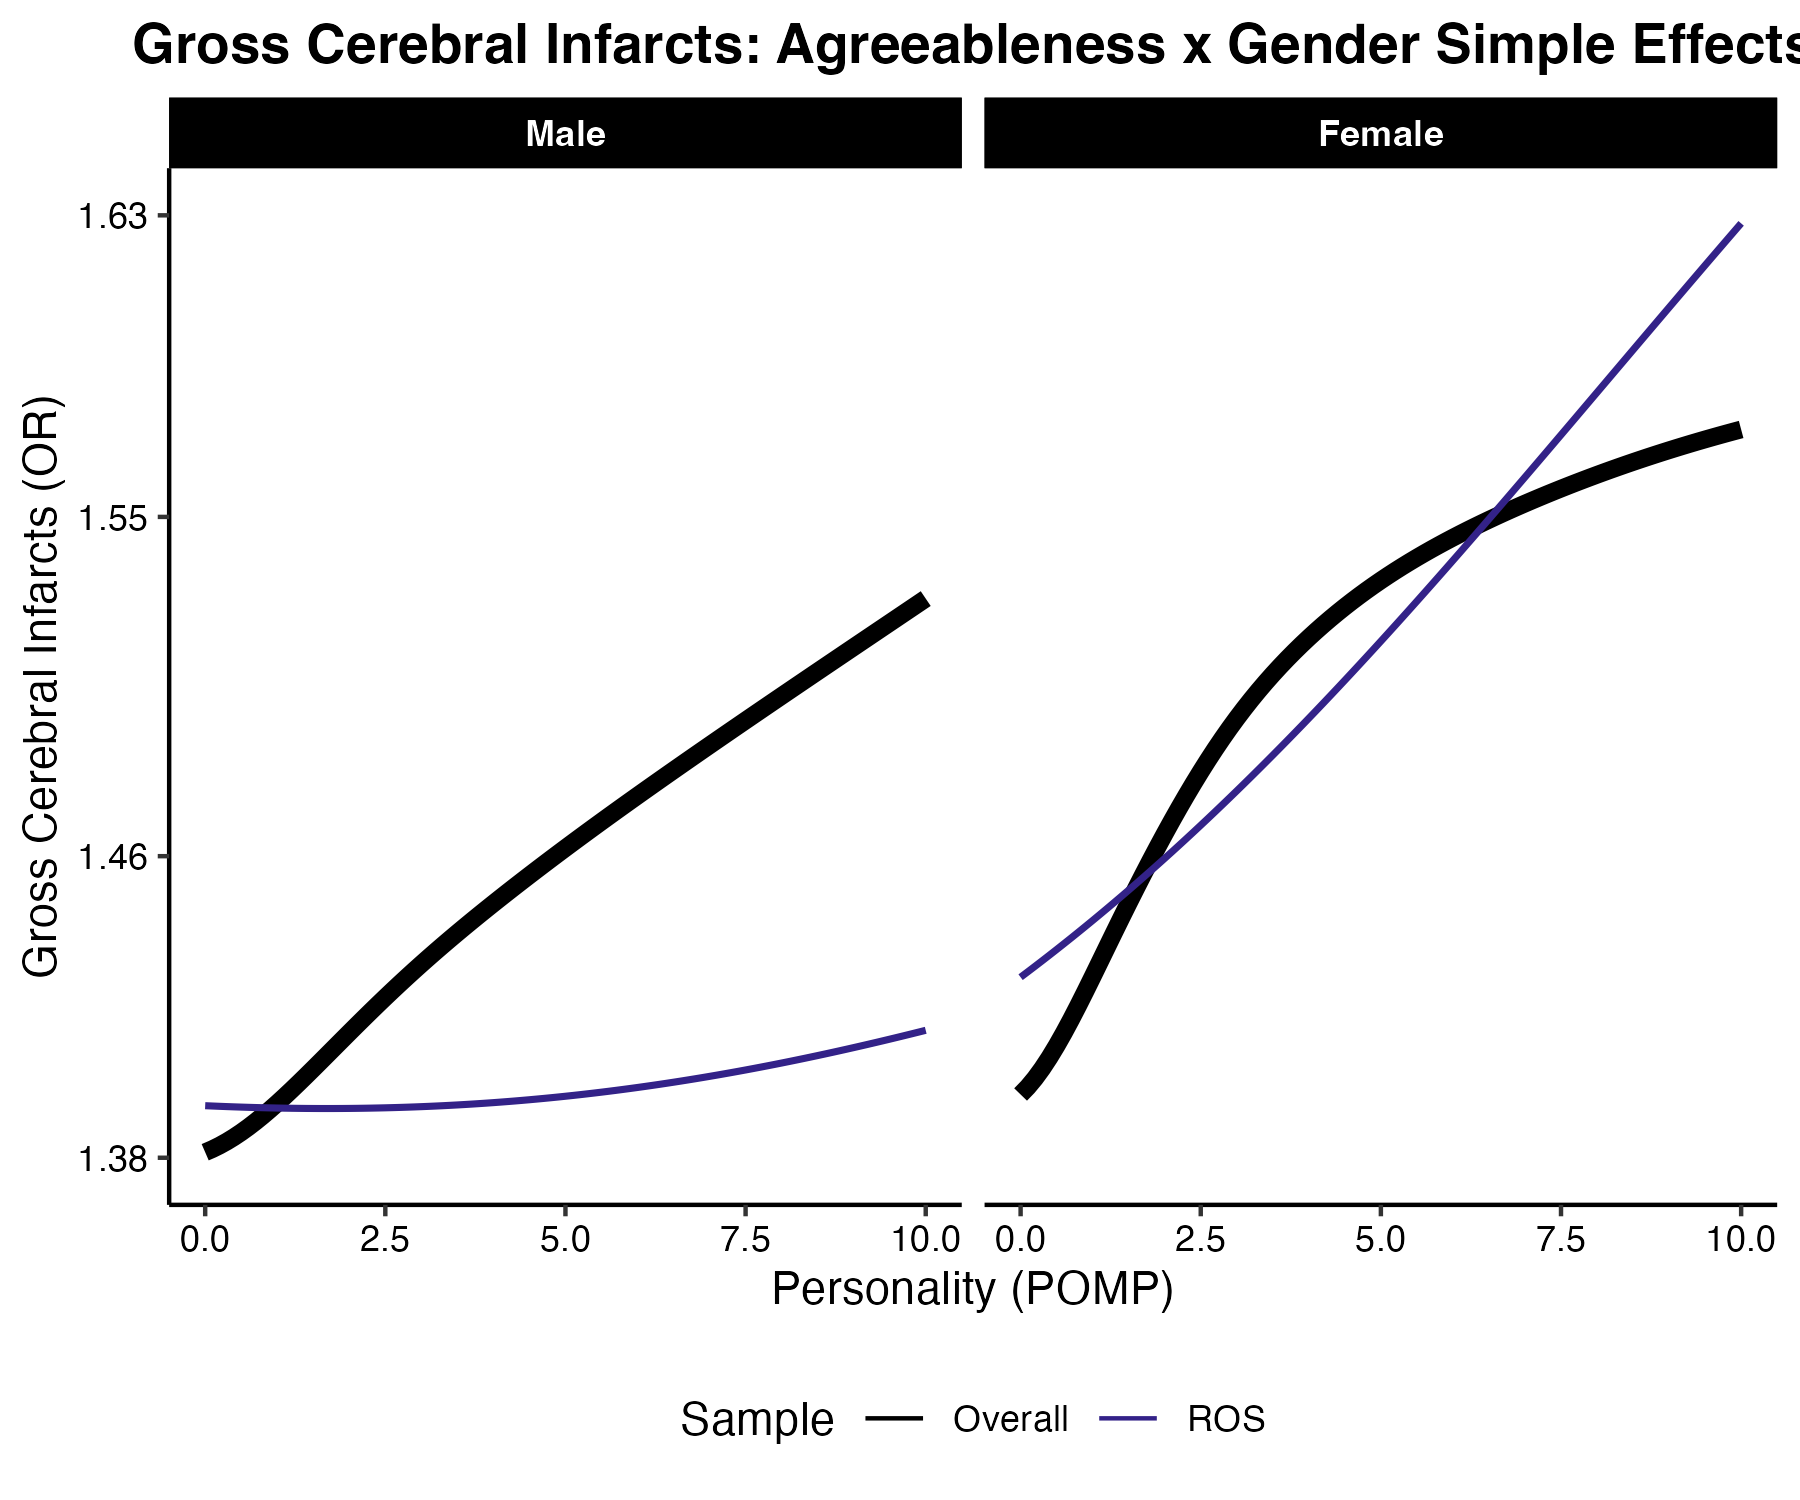 Gross Cerebral Infarcts: Agreeableness x Gender Simple Effects
Male
Female
Gross Cerebral Infarcts (OR)
1.63
1.55
1.46
1.38
0.0 2.5 5.0 7.5 10.0
0.0 2.5 5.0 7.5 10.0
Personality (POMP)
Sample Overall ROS